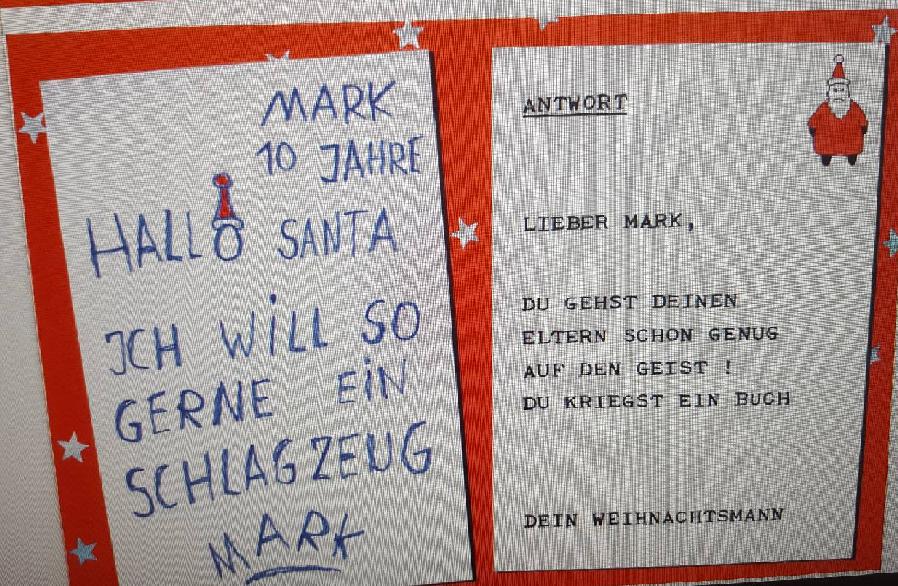 MARK
10 JAHRE
HALLO SANTA
ICH WILL SO
GERNE EIN
SCHLAGZEUG
MARK
ANTWORT
LIEBER MARK,
DU GEHST DEINEN
ELTERN SCHON GENUG
AUF DEN GEIST !
DU KRIEGST EIN BUCH
DEIN WEIHNACHTSMANN